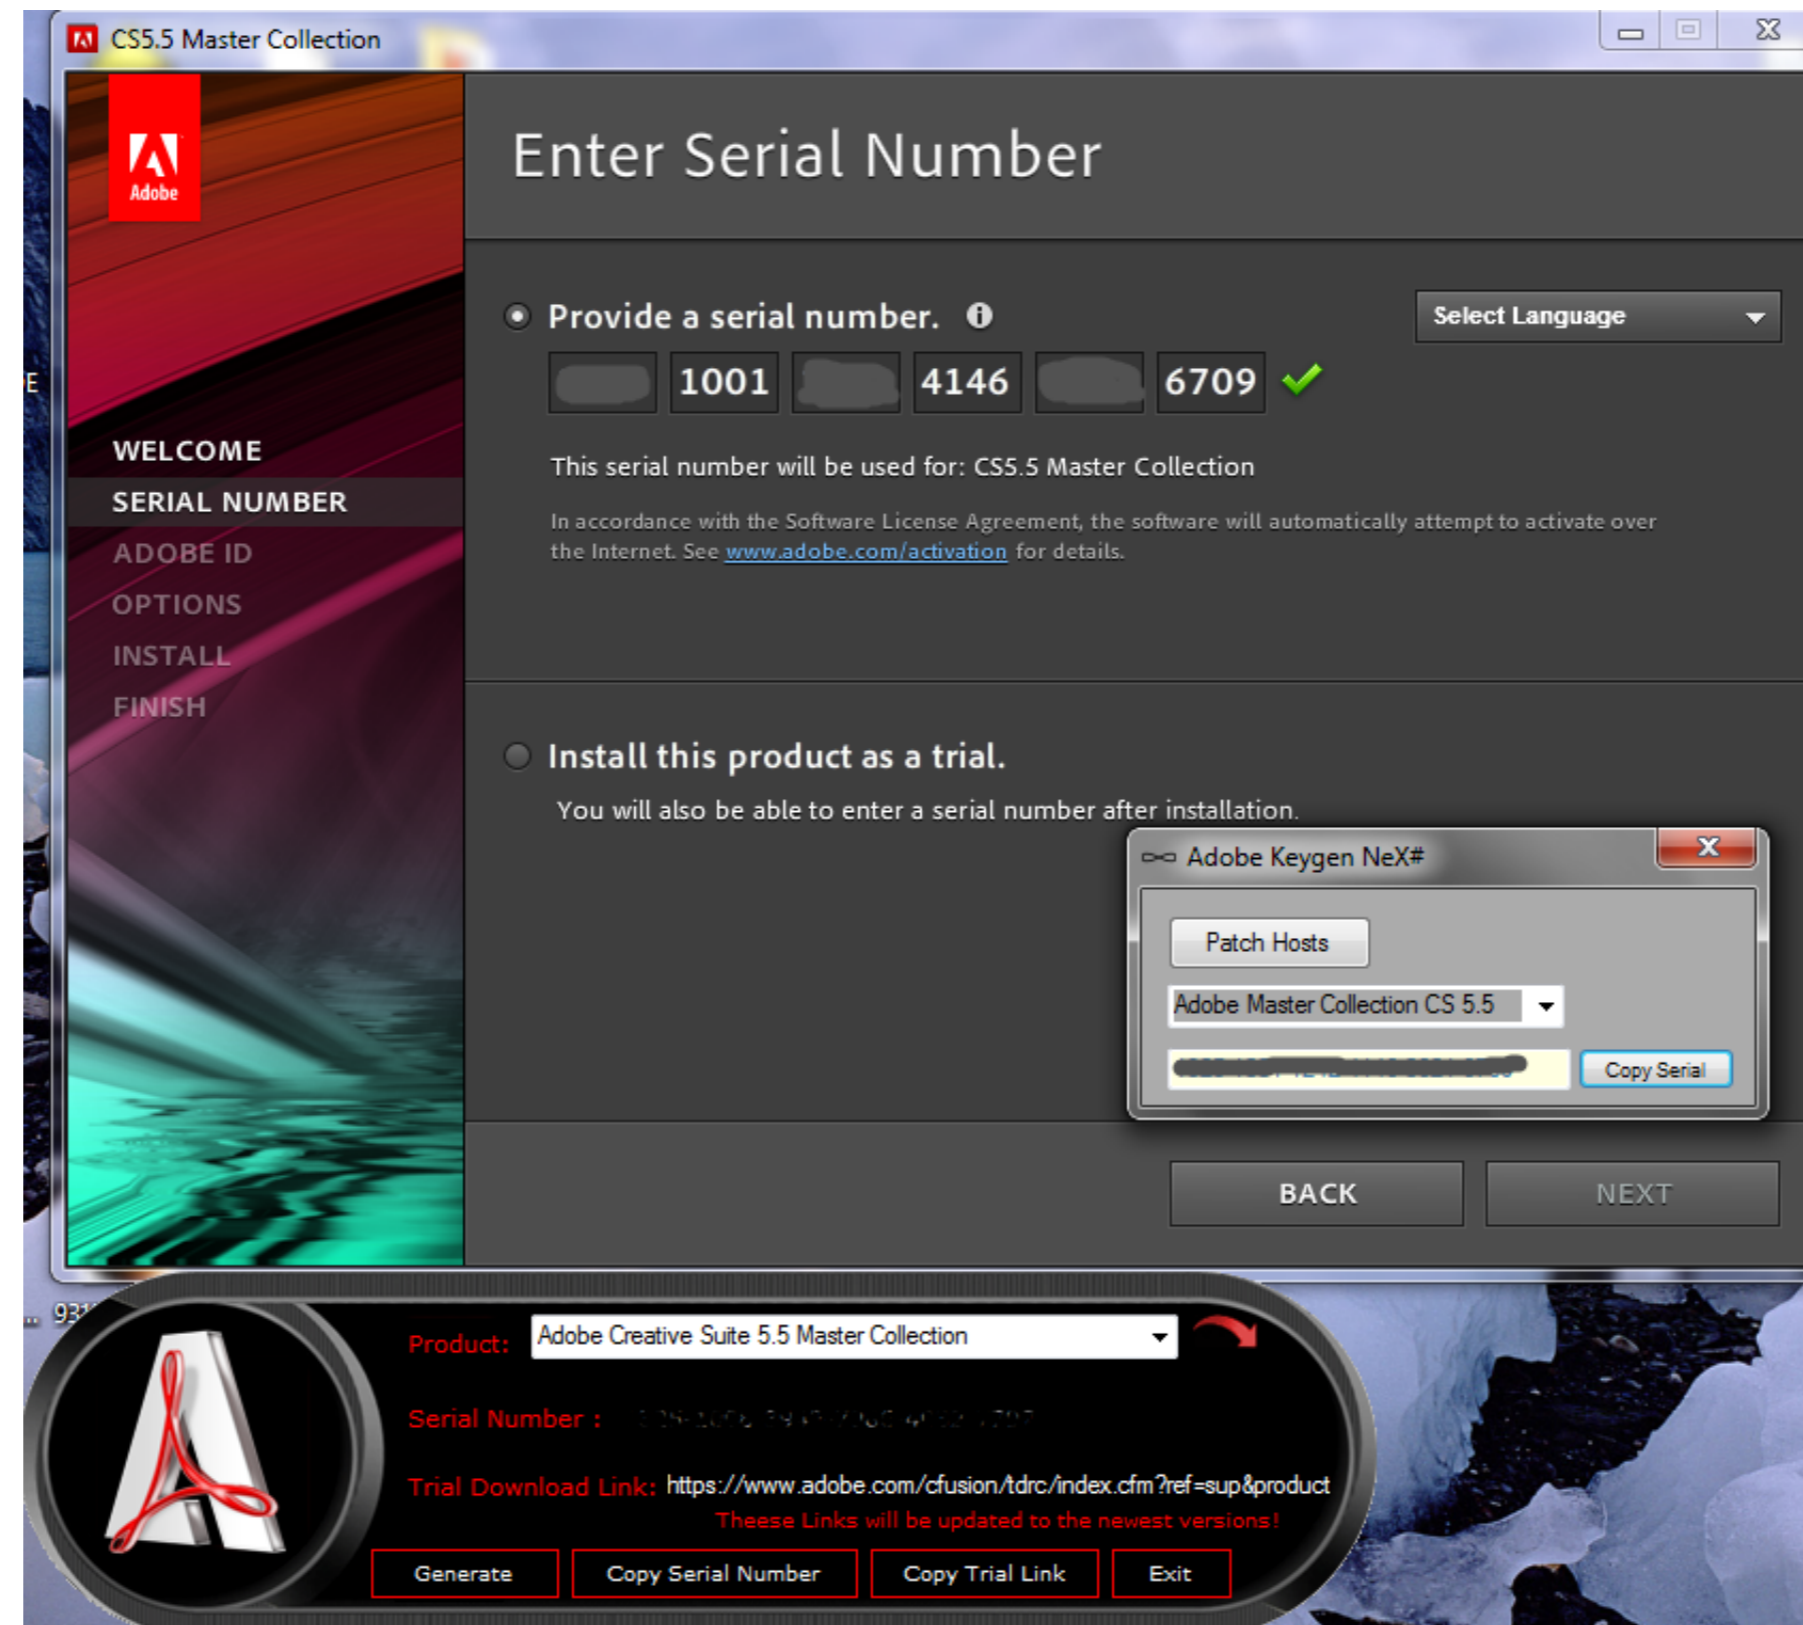 CS5.5 Master Collection
Adobe
Enter Serial Number
Provide a serial number.
Select Language
1001 4146 6709
This serial number will be used for: CS5.5 Master Collection
In accordance with the Software License Agreement, the software will automatically attempt to activate over
the Internet. See www.adobe.com/activation for details.
WELCOME
SERIAL NUMBER
ADOBE ID
OPTIONS
INSTALL
FINISH
Install this product as a trial.
You will also be able to enter a serial number after installation.
Adobe Keygen NeX#
Patch Hosts
Adobe Master Collection CS 5.5
Copy Serial
BACK
NEXT
Product: Adobe Creative Suite 5.5 Master Collection
Serial Number :
Trial Download Link: https://www.adobe.com/cfusion/tdrc/index.cfm?ref=sup&product
Theese Links will be updated to the newest versions!
Generate
Copy Serial Number
Copy Trial Link
Exit